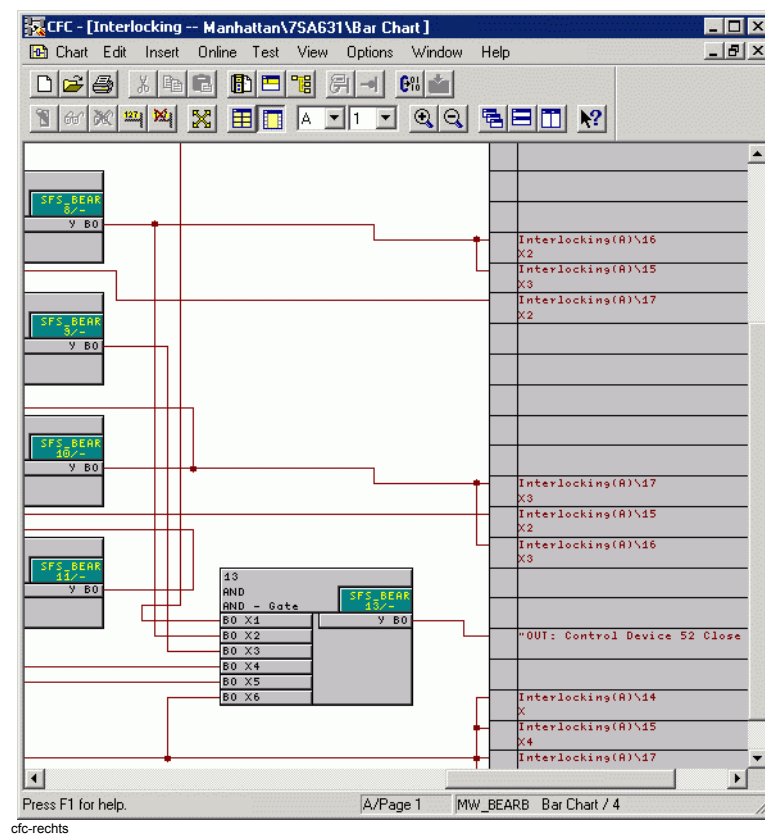 CFC - [Interlocking -- Manhattan\7SA631\Bar Chart ]
Chart Edit Insert Online Test View Options Window Help
A 1
SFS_BEAR
8/-
Y BO
Interlocking(A)\16
X2
Interlocking(A)\15
X3
Interlocking(A)\17
X2
SFS_BEAR
9/-
Y BO
SFS_BEAR
10/-
Y BO
Interlocking(A)\17
X3
Interlocking(A)\15
X2
Interlocking(A)\16
X3
SFS_BEAR
11/-
Y BO
13
AND
AND - Gate
SFS_BEAR
13/-
BO X1
Y BO
BO X2
BO X3
BO X4
BO X5
BO X6
"OUT: Control Device 52 Close
Interlocking(A)\14
X
Interlocking(A)\15
X4
Interlocking(A)\17
Press F1 for help.
A/Page 1
MW_BEARB Bar Chart / 4
cfc-rechts